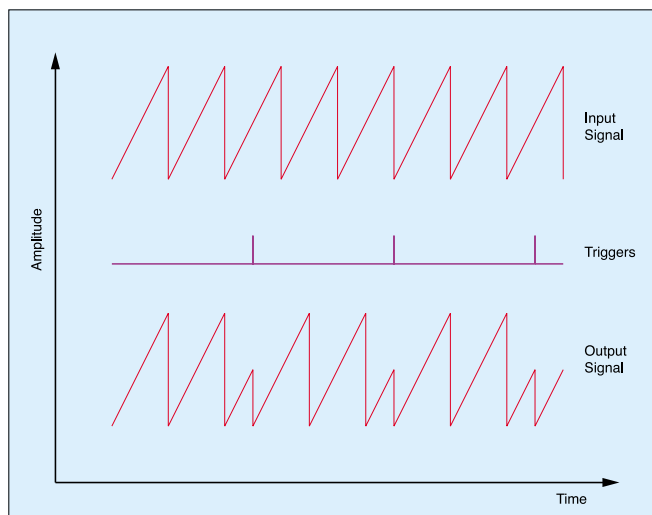 Input
Signal
Amplitude
Triggers
Output
Signal
Time